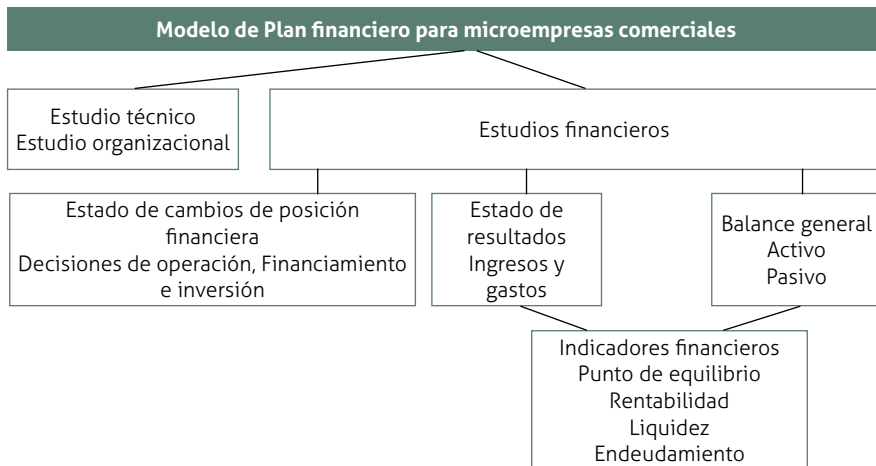 Modelo de Plan financiero para microempresas comerciales
Estudio técnico
Estudio organizacional
Estudios financieros
Estado de cambios de posición
financiera
Decisiones de operación, Financiamiento
e inversión
Estado de
resultados
Ingresos y
gastos
Balance general
Activo
Pasivo
Indicadores financieros
Punto de equilibrio
Rentabilidad
Liquidez
Endeudamiento